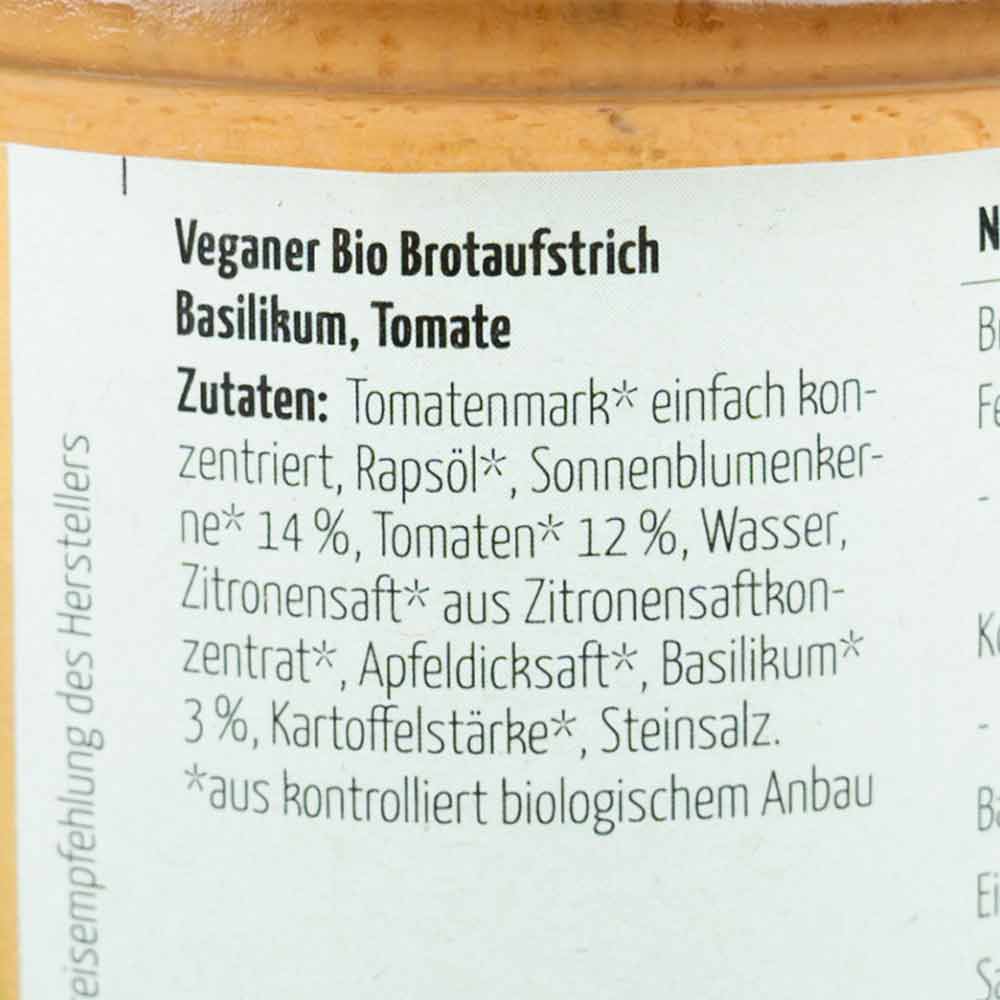 Veganer Bio Brotaufstrich
Basilikum, Tomate
Zutaten: Tomatenmark* einfach kon-
zentriert, Rapsöl*, Sonnenblumenker-
ne* 14 %, Tomaten* 12 %, Wasser,
Zitronensaft* aus Zitronensaftkon-
zentrat*, Apfeldicksaft*, Basilikum*
3 %, Kartoffelstärke*, Steinsalz.
*aus kontrolliert biologischem Anbau
eisempfehlung des Herstellers